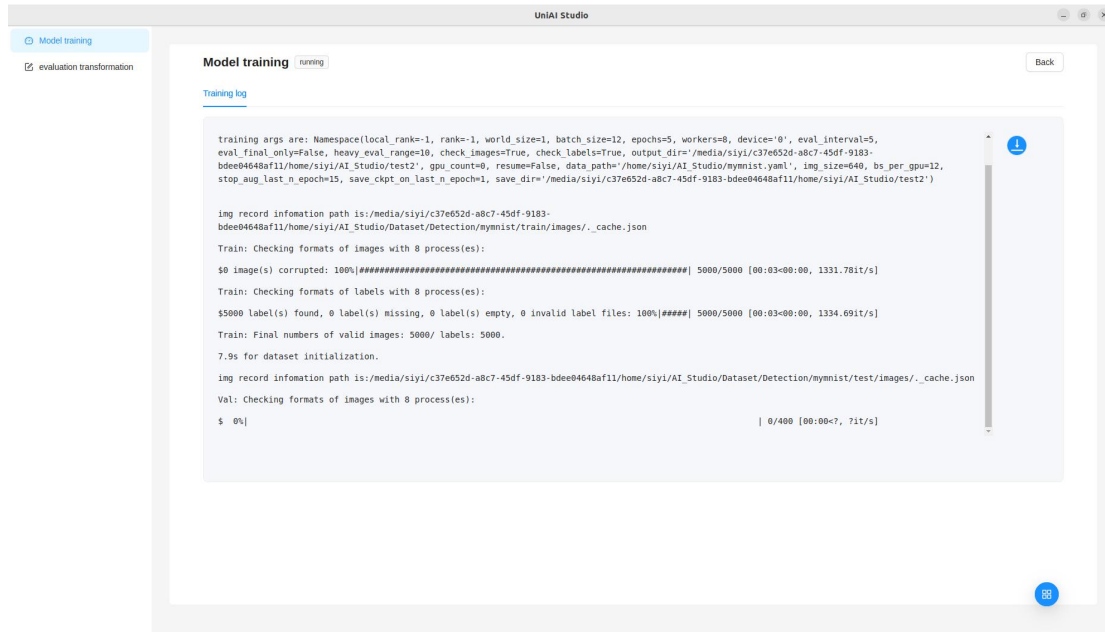 UniAI Studio
Model training
evaluation transformation
Model training running
Back
Training log
training args are: Namespace(local_rank=-1, rank=-1, world_size=1, batch_size=12, epochs=5, workers=8, device='0', eval_interval=5,
eval_final_only=False, heavy_eval_range=10, check_images=True, check_labels=True, output_dir='/media/siyi/c37e652d-a8c7-45df-9183-
bdee04648af11/home/siyi/AI_Studio/test2', gpu_count=0, resume=False, data_path='/home/siyi/AI_Studio/mymnist.yaml', img_size=640, bs_per_gpu=12,
stop_aug_last_n_epoch=15, save_ckpt_on_last_n_epoch=1, save_dir='/media/siyi/c37e652d-a8c7-45df-9183-bdee04648af11/home/siyi/AI_Studio/test2')
img record infomation path is:/media/siyi/c37e652d-a8c7-45df-9183-
bdee04648af11/home/siyi/AI_Studio/Dataset/Detection/mymnist/train/images/._cache.json
Train: Checking formats of images with 8 process(es):
$0 image(s) corrupted: 100%|#################################################################| 5000/5000 [00:03<00:00, 1331.78it/s]
Train: Checking formats of labels with 8 process(es):
$5000 label(s) found, 0 label(s) missing, 0 label(s) empty, 0 invalid label files: 100%|#####| 5000/5000 [00:03<00:00, 1334.69it/s]
Train: Final numbers of valid images: 5000/ labels: 5000.
7.9s for dataset initialization.
img record infomation path is:/media/siyi/c37e652d-a8c7-45df-9183-bdee04648af11/home/siyi/AI_Studio/Dataset/Detection/mymnist/test/images/._cache.json
Val: Checking formats of images with 8 process(es):
$ 0%| | 0/400 [00:00<?, ?it/s]